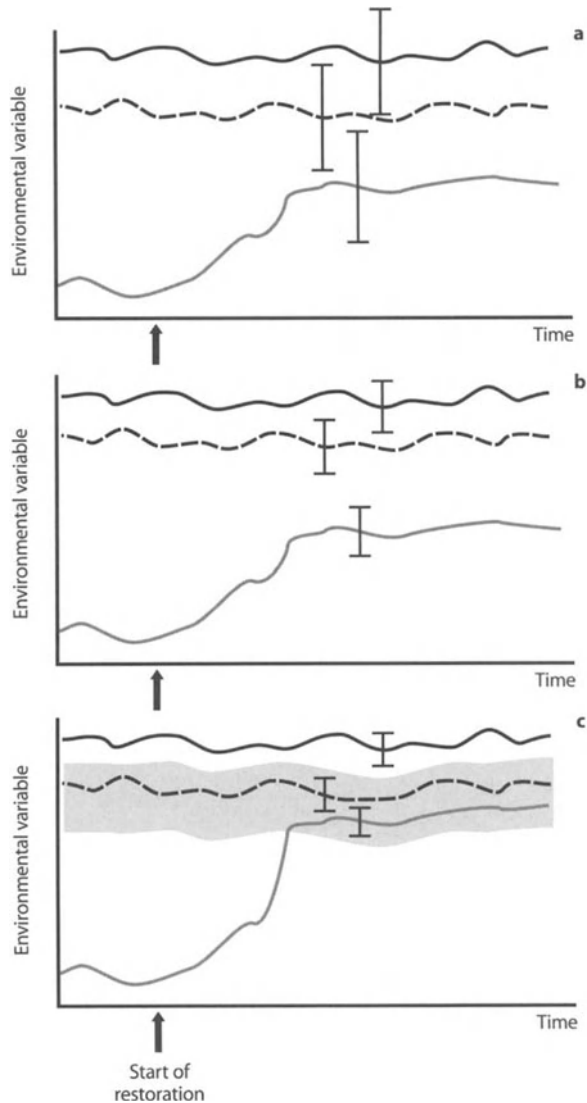 a
Environmental variable
Time
b
Environmental variable
Time
c
Environmental variable
Time
Start of
restoration